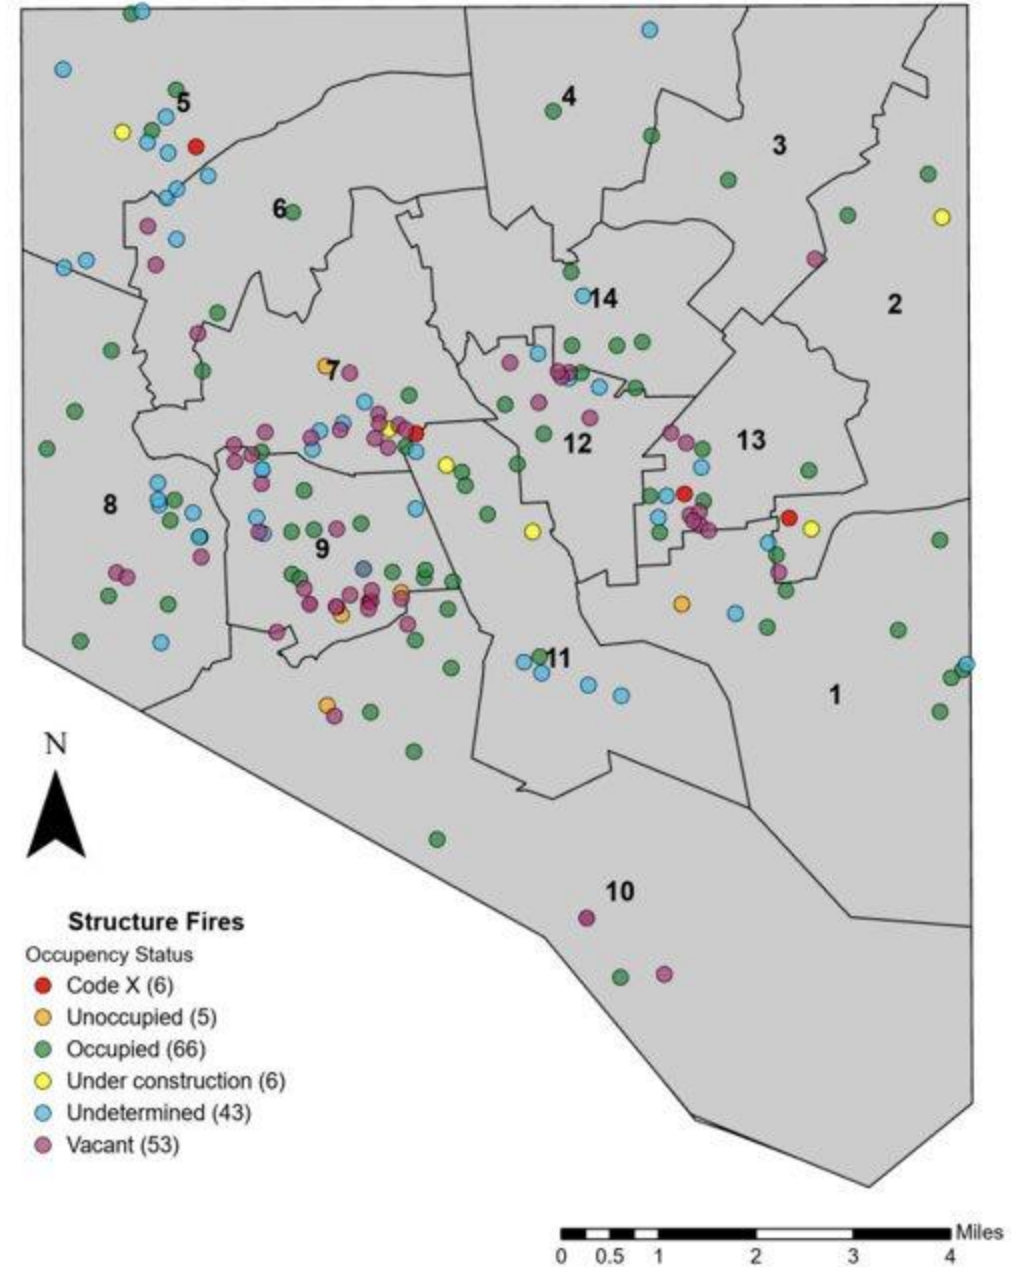 4
5
3
6
2
14
7
13
12
8
9
11
1
N
10
Structure Fires
Occupancy Status
Code X (6)
Unoccupied (5)
Occupied (66)
Under construction (6)
Undetermined (43)
Vacant (53)
Miles
0 0.5 1 2 3 4